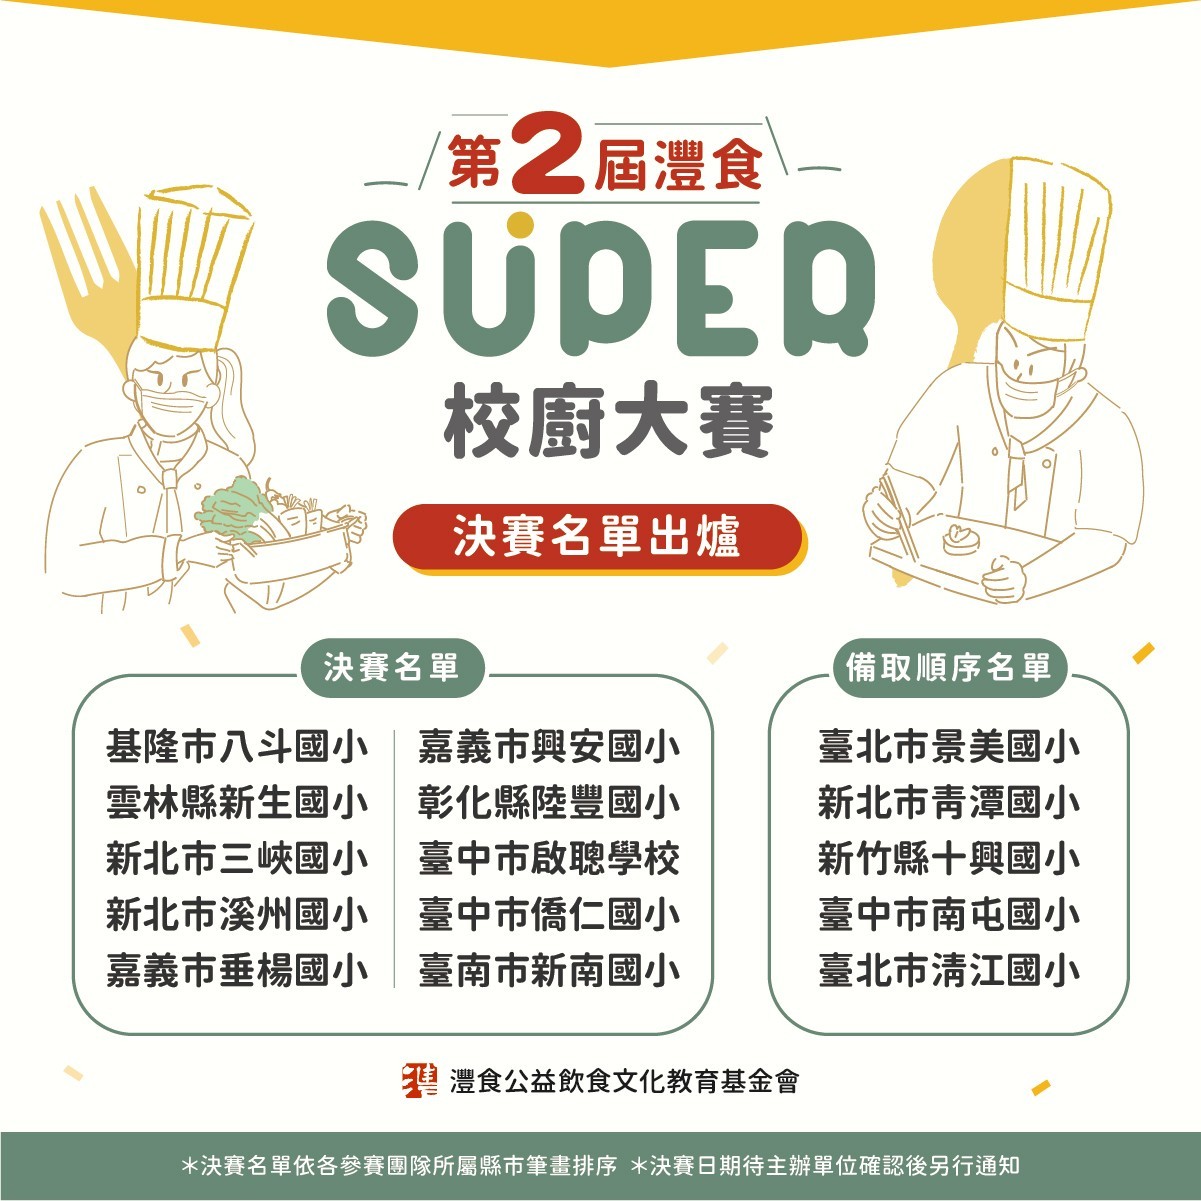 第2屆灃食
SUPER
校廚大賽
決賽名單出爐
決賽名單
基隆市八斗國小
雲林縣新生國小
新北市三峽國小
新北市溪州國小
嘉義市垂楊國小
嘉義市興安國小
彰化縣陸豐國小
臺中市啟聰學校
臺中市僑仁國小
臺南市新南國小
備取順序名單
臺北市景美國小
新北市青潭國小
新竹縣十興國小
臺中市南屯國小
臺北市清江國小
灃食公益飲食文化教育基金會
＊決賽名單依各參賽團隊所屬縣市筆畫排序 ＊決賽日期待主辦單位確認後另行通知